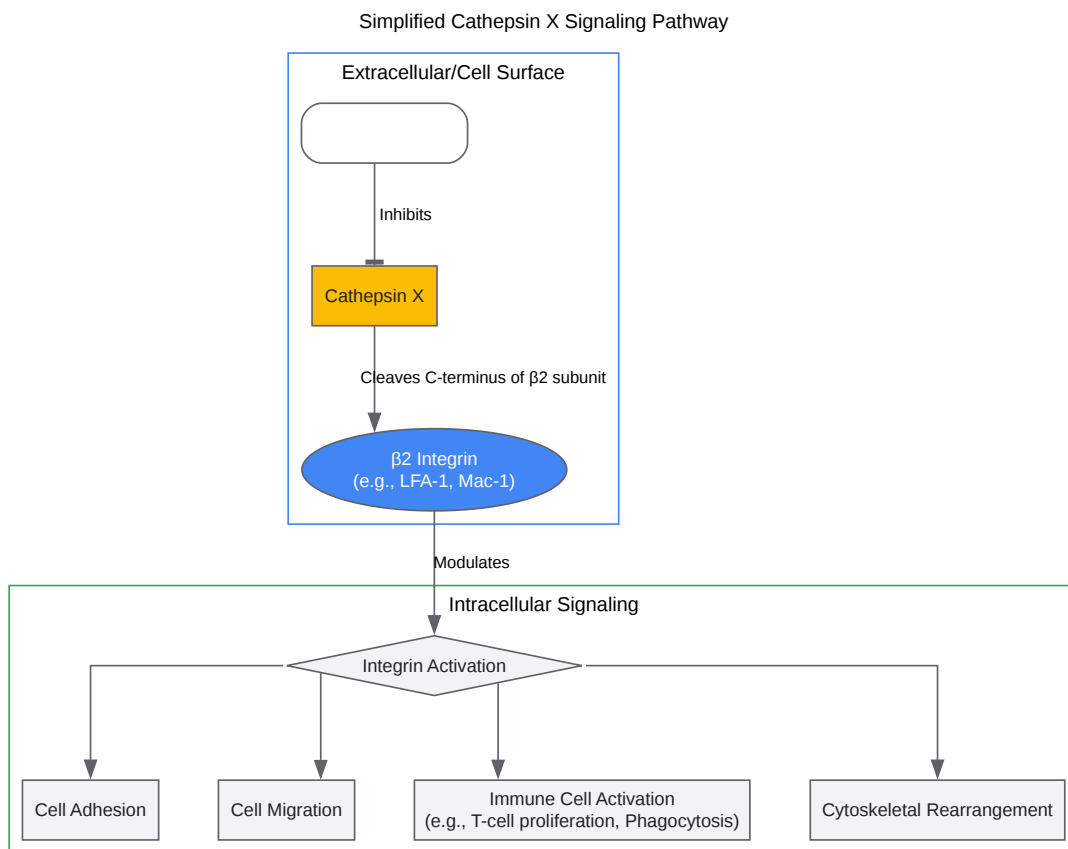 Simplified Cathepsin X Signaling Pathway
Extracellular/Cell Surface
Inhibits
Cathepsin X
Cleaves C-terminus of β2 subunit
β2 Integrin
(e.g., LFA-1, Mac-1)
Modulates
Intracellular Signaling
Integrin Activation
Cell Adhesion
Cell Migration
Immune Cell Activation
(e.g., T-cell proliferation, Phagocytosis)
Cytoskeletal Rearrangement